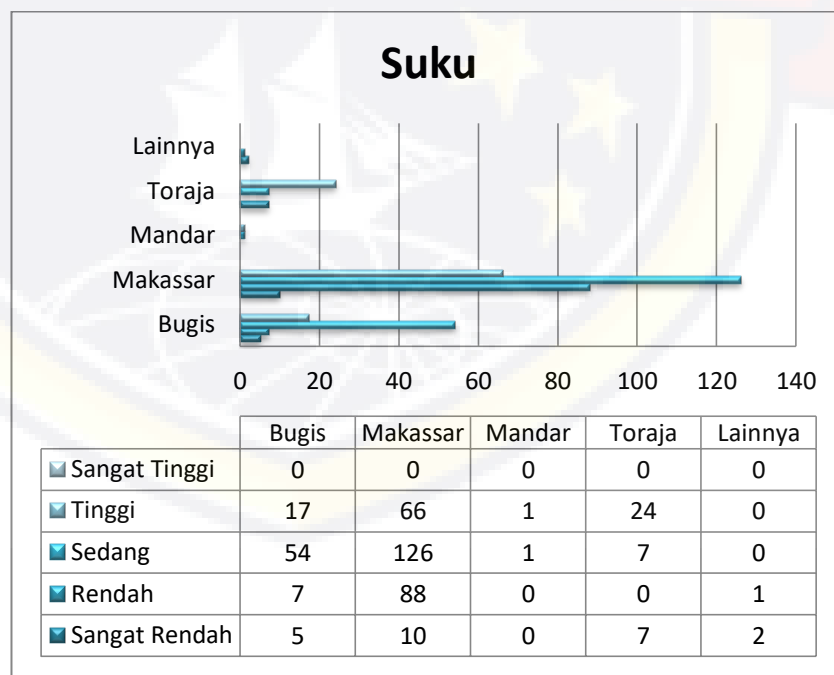 Suku
Lainnya
Toraja
Mandar
Makassar
Bugis
0 20 40 60 80 100 120 140
Bugis Makassar Mandar Toraja Lainnya
Sangat Tinggi 0 0 0 0 0
Tinggi 17 66 1 24 0
Sedang 54 126 1 7 0
Rendah 7 88 0 0 1
Sangat Rendah 5 10 0 7 2